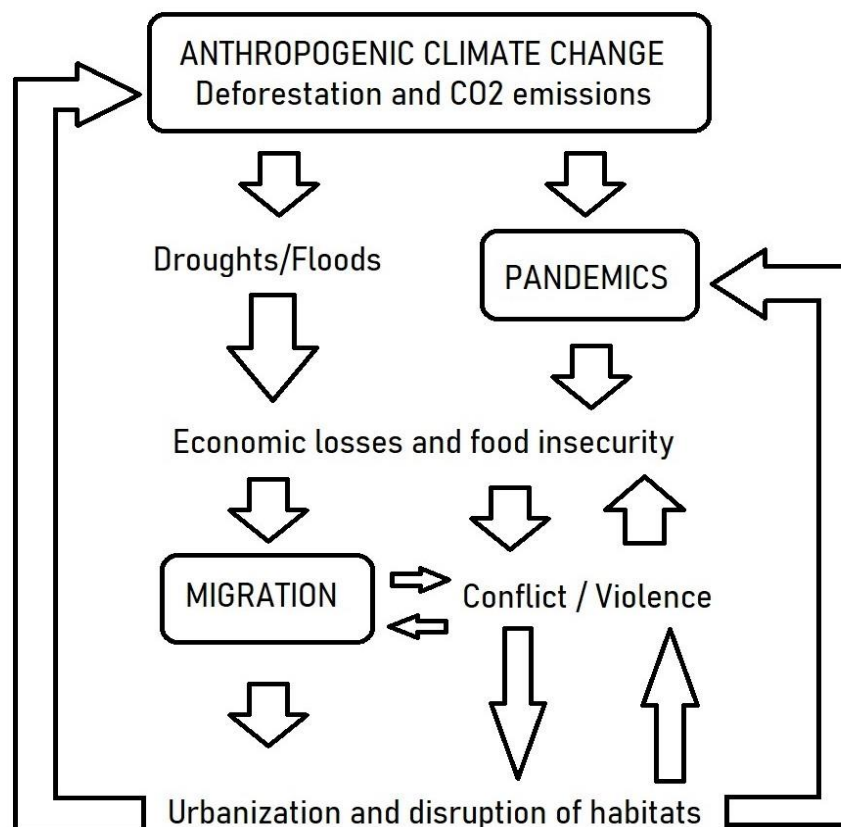 ANTHROPOGENIC CLIMATE CHANGE
Deforestation and CO2 emissions
Droughts/Floods
PANDEMICS
Economic losses and food insecurity
MIGRATION
Conflict / Violence
Urbanization and disruption of habitats